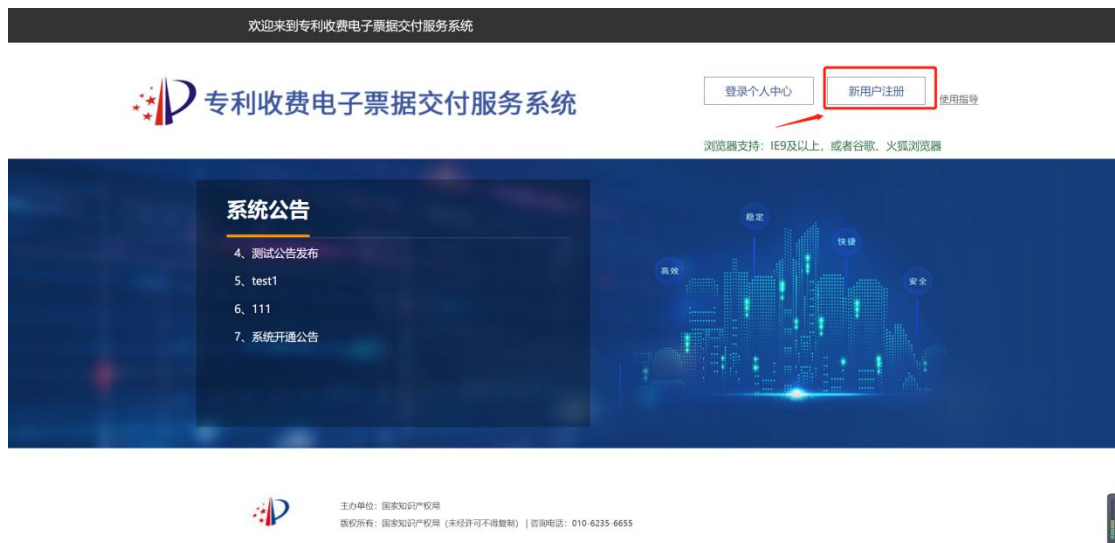 欢迎来到专利收费电子票据交付服务系统
专利收费电子票据交付服务系统
登录个人中心
新用户注册
使用指导
浏览器支持：IE9及以上，或者谷歌、火狐浏览器
系统公告
4、测试公告发布
5、test1
6、111
7、系统开通公告
稳定
快捷
高效
安全
主办单位：国家知识产权局
版权所有：国家知识产权局（未经许可不得复制）| 咨询电话：010-6235-6655